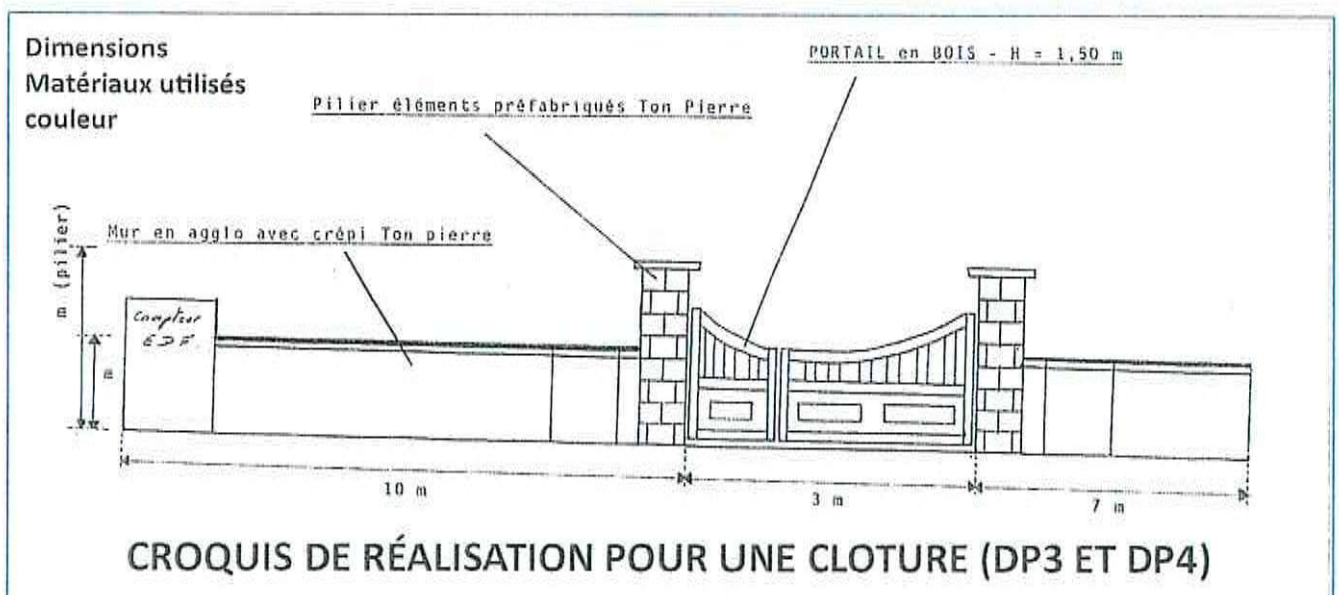 Dimensions
Matériaux utilisés
couleur
PORTAIL en BOIS - H = 1,50 m
Pilier éléments préfabriqués Ton Pierre
Mur en agglo avec crépi Ton pierre
m (pilier)
m
Compteur
EDF.
10 m
3 m
7 m
CROQUIS DE RÉALISATION POUR UNE CLOTURE (DP3 ET DP4)